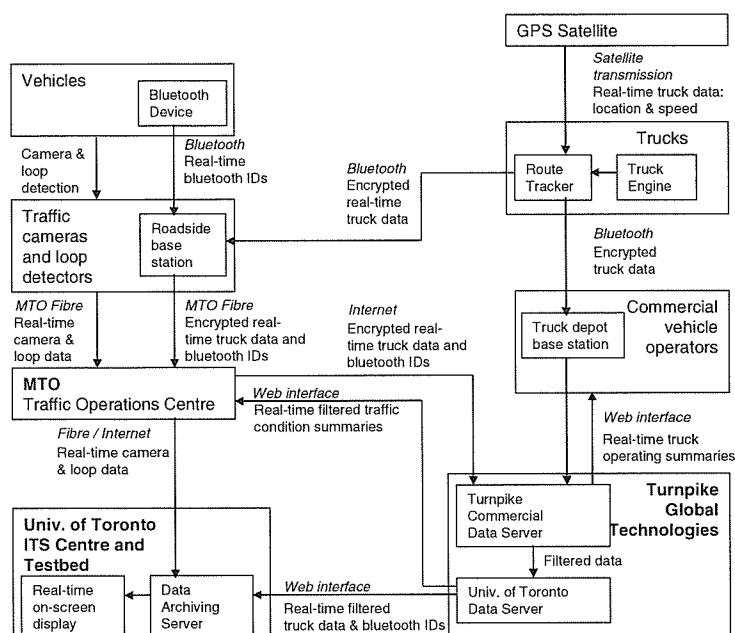 GPS Satellite
Satellite
transmission
Real-time truck data:
location & speed
Vehicles
Bluetooth
Device
Camera &
loop
detection
Bluetooth
Real-time
bluetooth IDs
Bluetooth
Encrypted
real-time
truck data
Trucks
Route
Tracker
Truck
Engine
Traffic
cameras
and loop
detectors
Roadside
base
station
Bluetooth
Encrypted
truck data
MTO Fibre
Real-time
camera &
loop data
MTO Fibre
Encrypted real-
time truck data and
bluetooth IDs
Internet
Encrypted real-
time truck data and
bluetooth IDs
Truck depot
base station
Commercial
vehicle
operators
MTO
Traffic Operations Centre
Web interface
Real-time filtered traffic
condition summaries
Web interface
Real-time truck
operating summaries
Fibre / Internet
Real-time camera
& loop data
Turnpike
Commercial
Data Server
Turnpike
Global
Technologies
Filtered data
Univ. of Toronto
Data Server
Univ. of Toronto
ITS Centre and
Testbed
Real-time
on-screen
display
Data
Archiving
Server
Web interface
Real-time filtered
truck data & bluetooth IDs